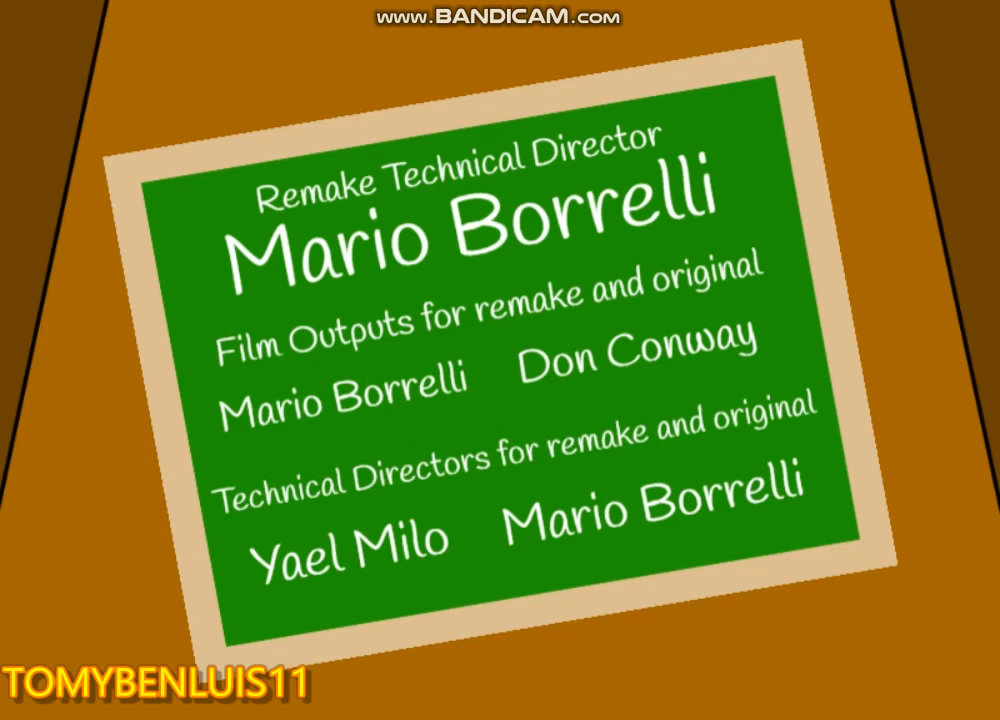 www.BANDICAM.com
Remake Technical Director
Mario Borrelli
Film Outputs for remake and original
Mario Borrelli Don Conway
Technical Directors for remake and original
Yael Milo Mario Borrelli
TOMYBENLUIS11